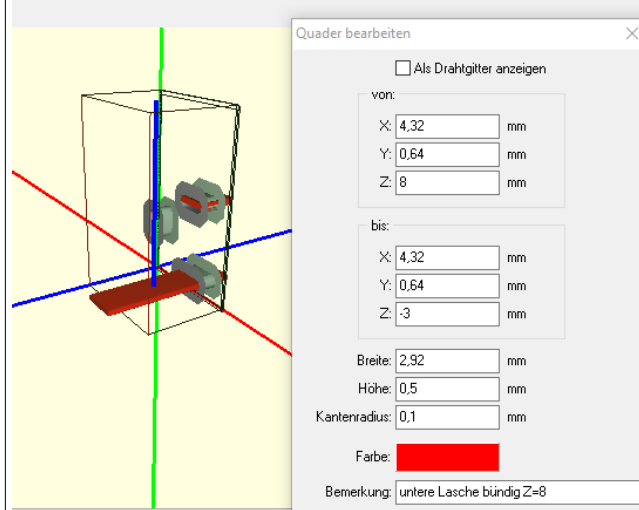 Quader bearbeiten
Als Drahtgitter anzeigen
von:
X: 4,32 mm
Y: 0,64 mm
Z: 8 mm
bis:
X: 4,32 mm
Y: 0,64 mm
Z: -3 mm
Breite: 2,92 mm
Höhe: 0,5 mm
Kantenradius: 0,1 mm
Farbe:
Bemerkung: untere Lasche bündig Z=8